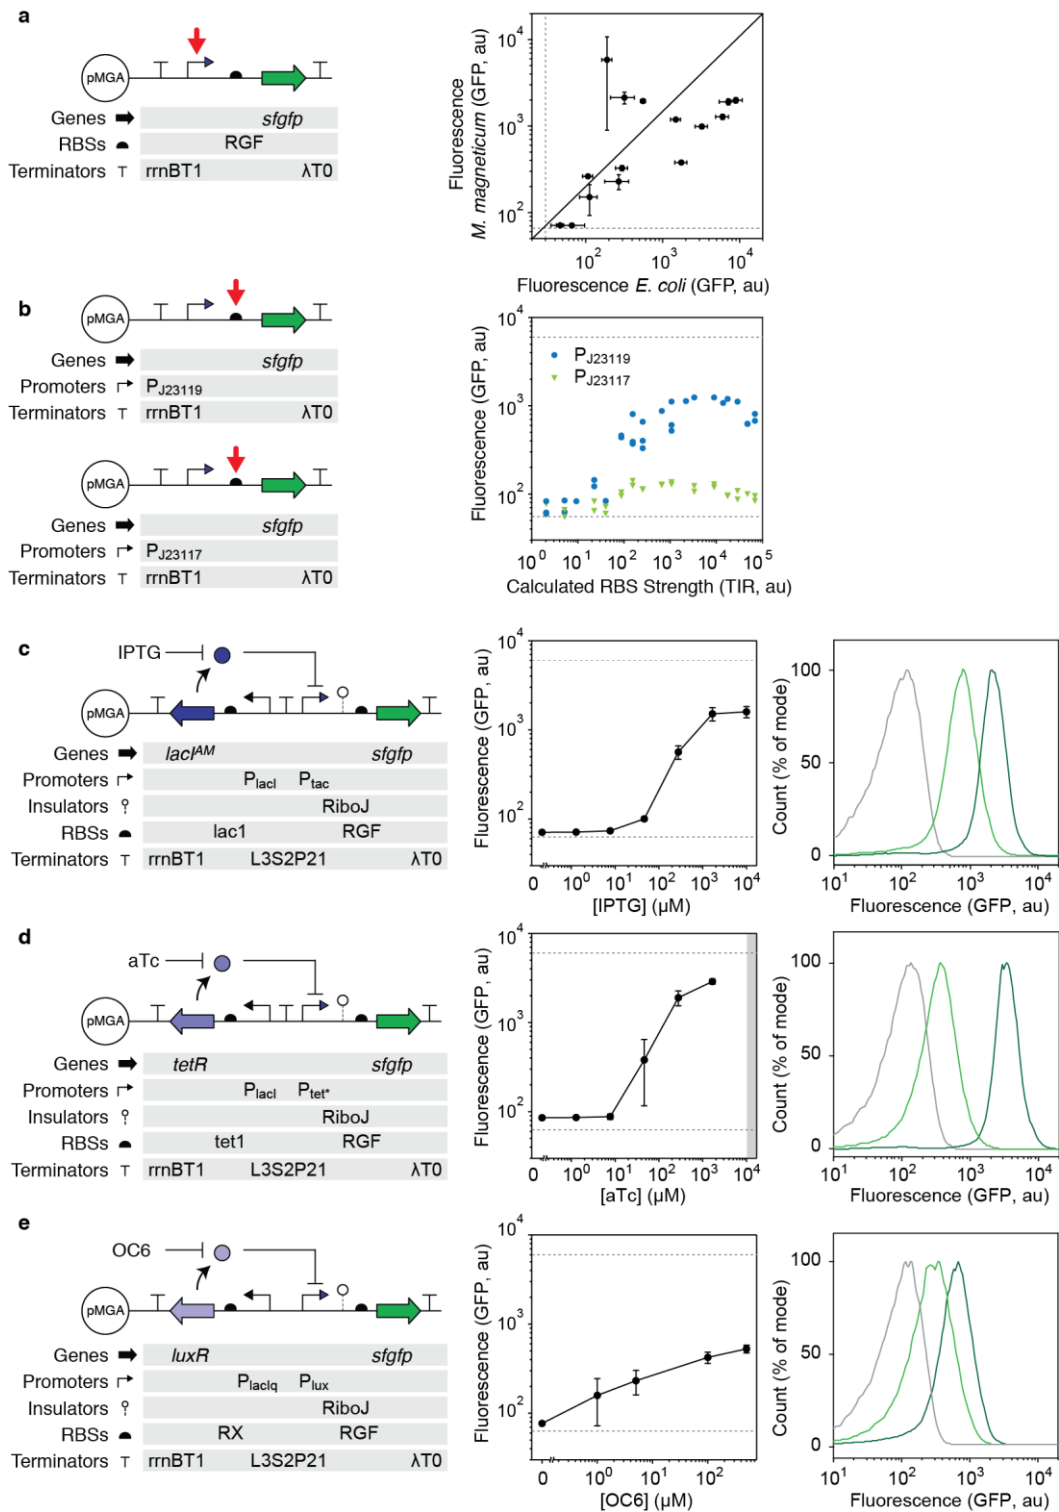 a
pMGA
Genes sfgfp
RBSs RGF
Terminators T rrnBT1 λT0
Fluorescence
M. magneticum (GFP, au)
10⁴
10³
10²
10² 10³ 10⁴
Fluorescence E. coli (GFP, au)
b
pMGA
Genes sfgfp
Promoters PJ23119
Terminators T rrnBT1 λT0
pMGA
Genes sfgfp
Promoters PJ23117
Terminators T rrnBT1 λT0
Fluorescence (GFP, au)
10⁴
10³
10²
PJ23119
PJ23117
10⁰ 10¹ 10² 10³ 10⁴ 10⁵
Calculated RBS Strength (TIR, au)
c
IPTG
pMGA
Genes lacIᴬᴹ sfgfp
Promoters PlacI Ptac
Insulators RiboJ
RBSs lac1 RGF
Terminators T rrnBT1 L3S2P21 λT0
Fluorescence (GFP, au)
10⁴
10³
10²
0 10⁰ 10¹ 10² 10³ 10⁴
[IPTG] (µM)
Count (% of mode)
100
50
0
10¹ 10² 10³ 10⁴
Fluorescence (GFP, au)
d
aTc
pMGA
Genes tetR sfgfp
Promoters PlacI Ptet*
Insulators RiboJ
RBSs tet1 RGF
Terminators T rrnBT1 L3S2P21 λT0
Fluorescence (GFP, au)
10⁴
10³
10²
0 10⁰ 10¹ 10² 10³ 10⁴
[aTc] (µM)
Count (% of mode)
100
50
0
10¹ 10² 10³ 10⁴
Fluorescence (GFP, au)
e
OC6
pMGA
Genes luxR sfgfp
Promoters PlacIq Plux
Insulators RiboJ
RBSs RX RGF
Terminators T rrnBT1 L3S2P21 λT0
Fluorescence (GFP, au)
10⁴
10³
10²
0 10⁰ 10¹ 10²
[OC6] (µM)
Count (% of mode)
100
50
0
10¹ 10² 10³ 10⁴
Fluorescence (GFP, au)